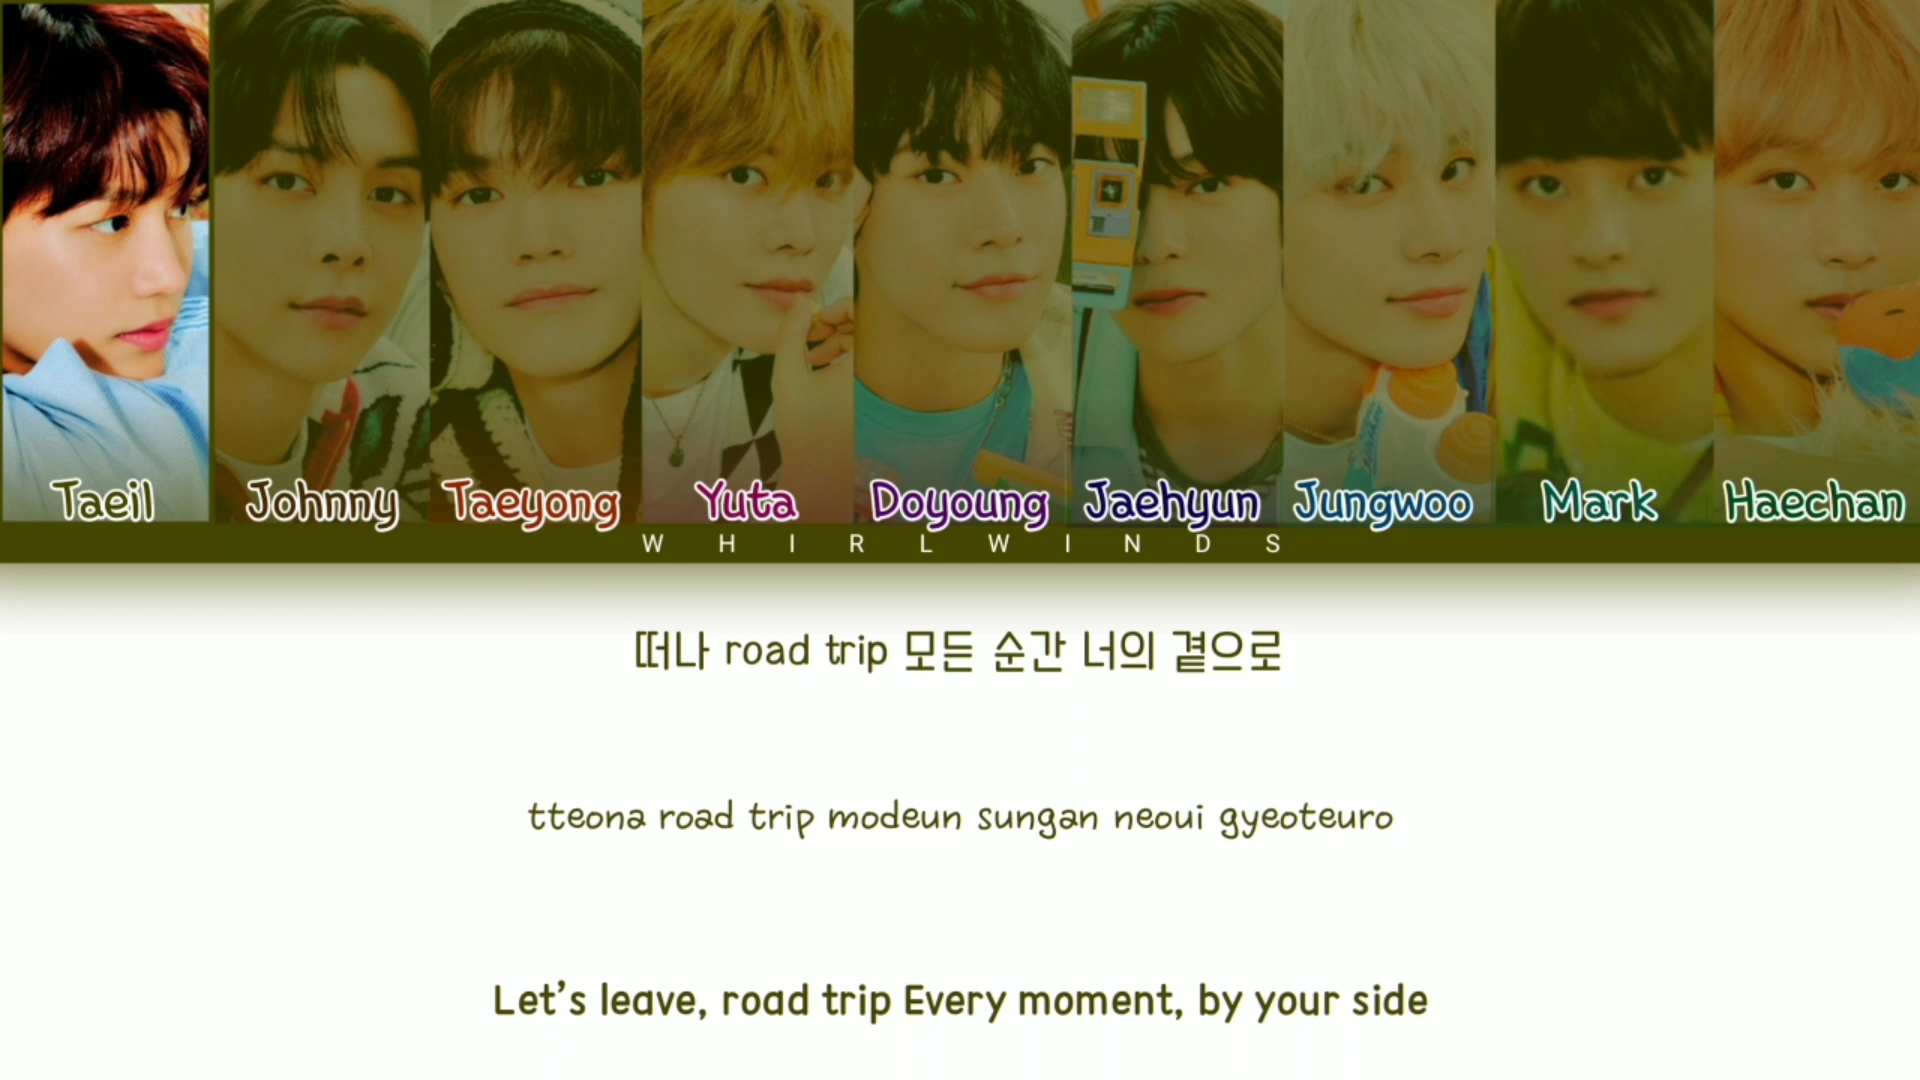 Taeil Johnny Taeyong Yuta Doyoung Jaehyun Jungwoo Mark Haechan
WHIRLWINDS
떠나 road trip 모든 순간 너의 곁으로
tteona road trip modeun sungan neoui gyeoteuro
Let's leave, road trip Every moment, by your side